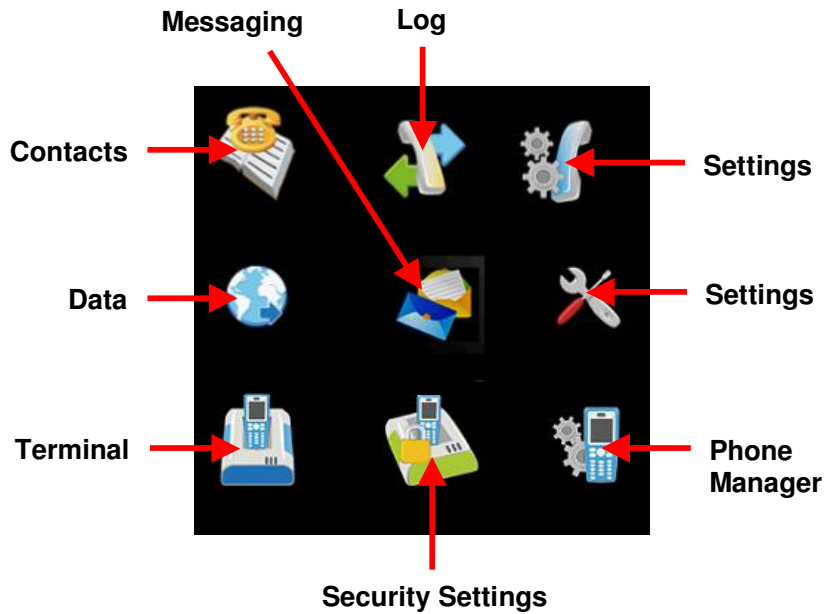 Messaging
Log
Contacts
Settings
Data
Settings
Terminal
Phone
Manager
Security Settings